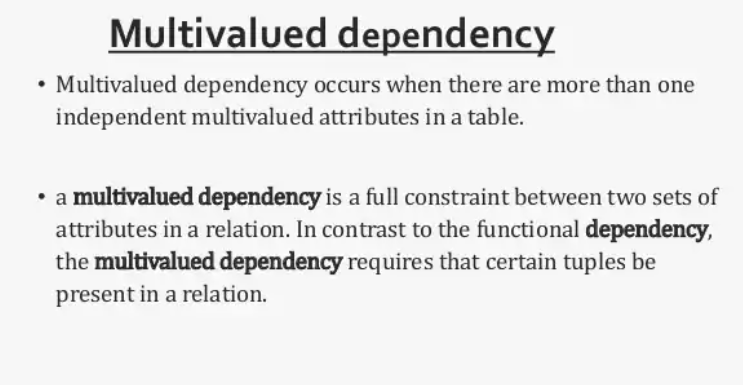 Multivalued dependency
• Multivalued dependency occurs when there are more than one
independent multivalued attributes in a table.
• a multivalued dependency is a full constraint between two sets of
attributes in a relation. In contrast to the functional dependency,
the multivalued dependency requires that certain tuples be
present in a relation.